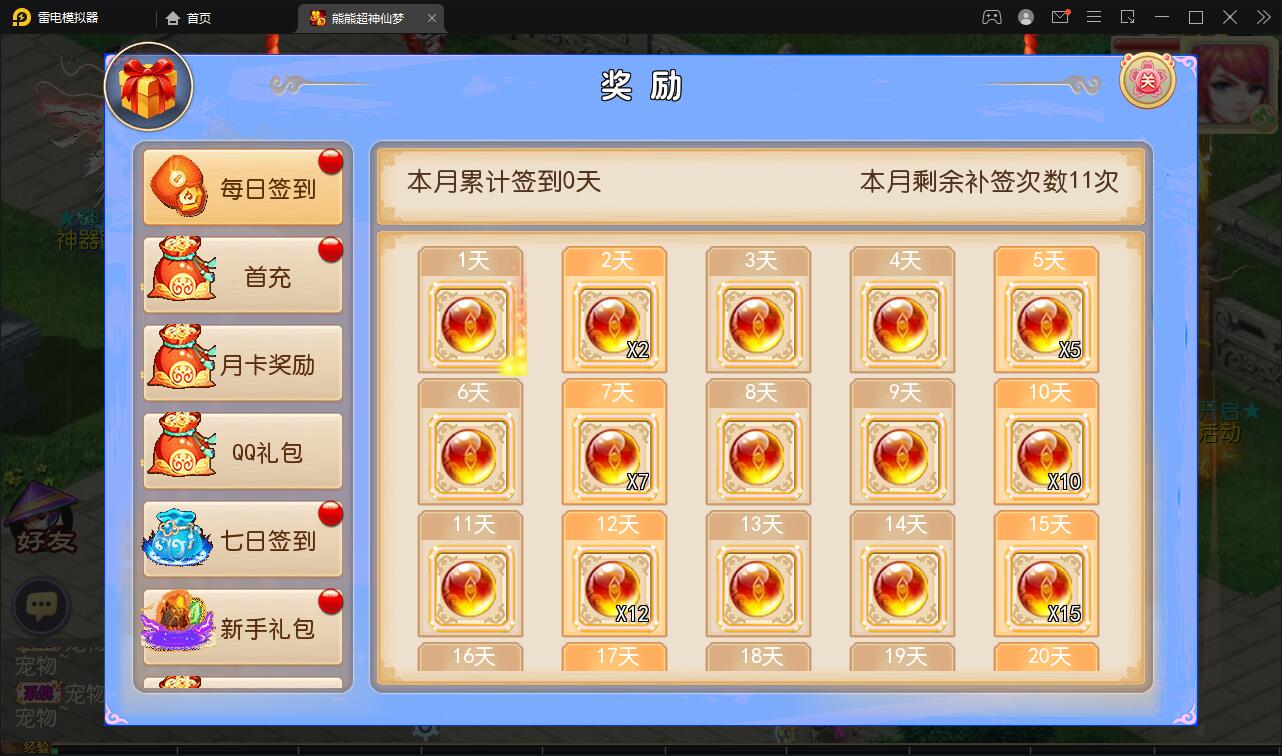 雷电模拟器
首页
熊熊超神仙梦
奖励
关
每日签到
首充
月卡奖励
QQ礼包
七日签到
新手礼包
本月累计签到0天
本月剩余补签次数11次
1天
2天
3天
4天
5天
X2
X5
6天
7天
8天
9天
10天
X7
X10
11天
12天
13天
14天
15天
X12
X15
16天
17天
18天
19天
20天
★神
神器
开启★
活动
好友
宠物~
系统 宠物
宠物~
经验